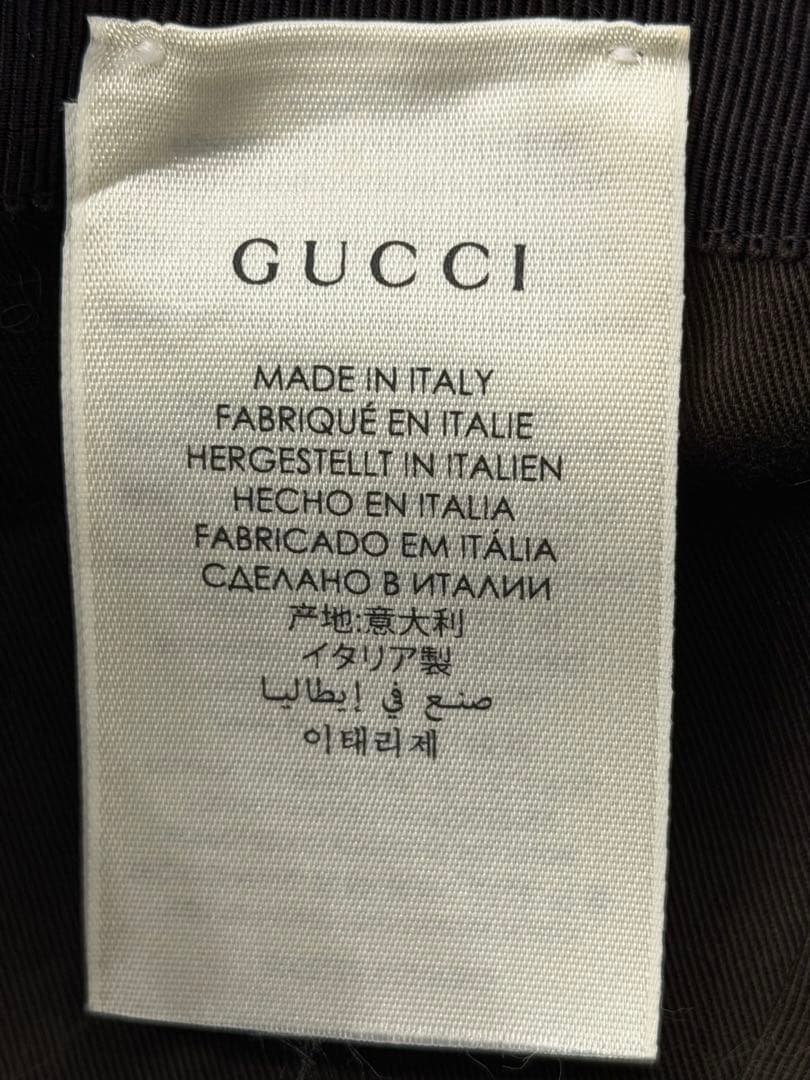 GUCCI
MADE IN ITALY
FABRIQUÉ EN ITALIE
HERGESTELLT IN ITALIEN
HECHO EN ITALIA
FABRICADO EM ITÁLIA
СДЕЛАНО В ИТАЛИИ
产地:意大利
イタリア製
صنع في إيطاليا
이태리제